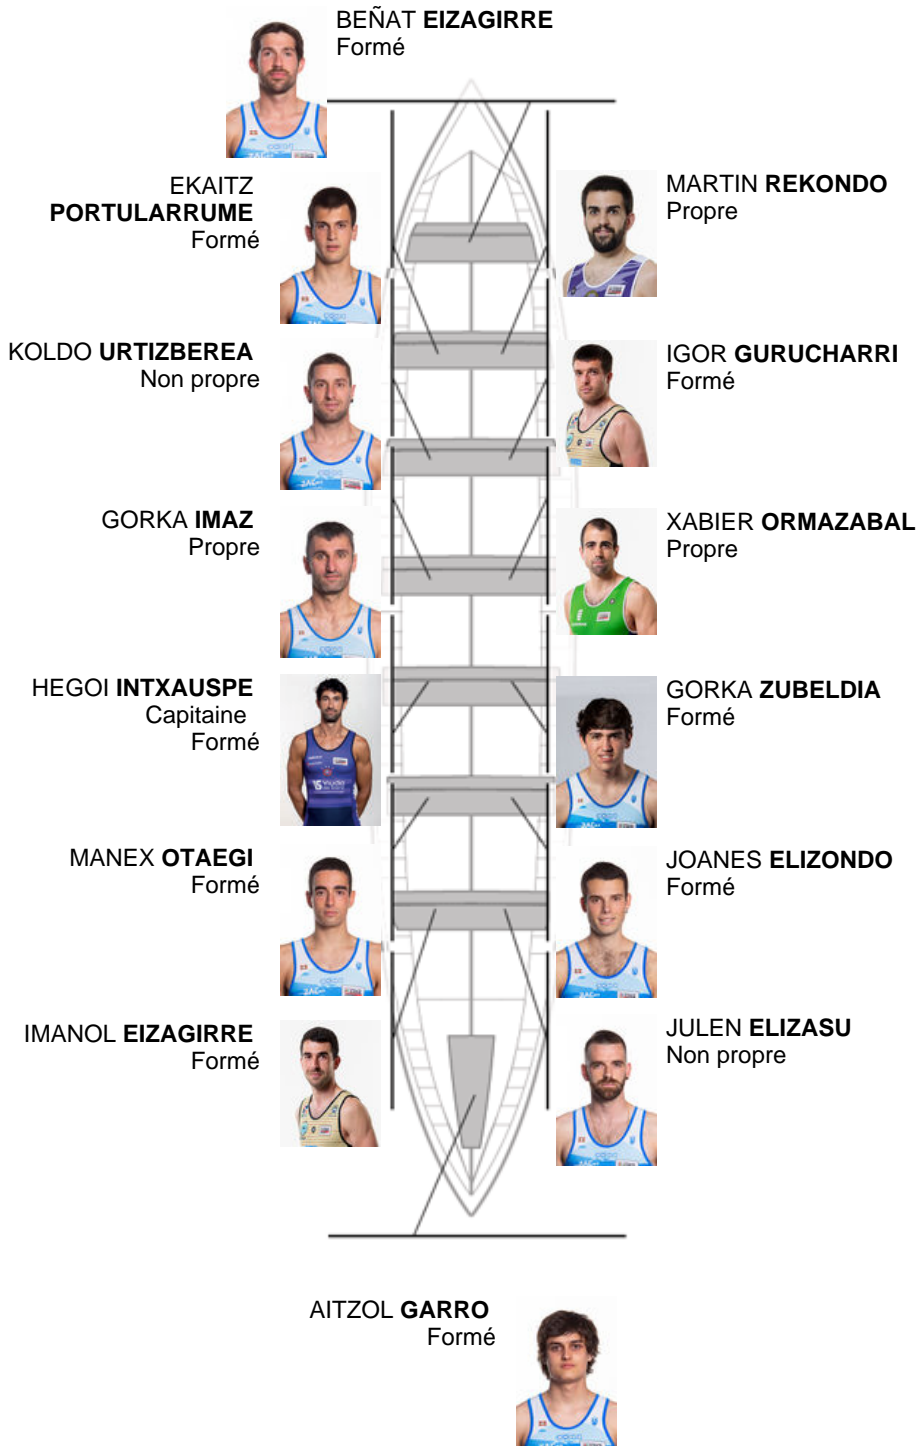 BEÑAT EIZAGIRRE
Formé
EKAITZ
PORTULARRUME
Formé
MARTIN REKONDO
Propre
KOLDO URTIZBEREA
Non propre
IGOR GURUCHARRI
Formé
GORKA IMAZ
Propre
XABIER ORMAZABAL
Propre
HEGOI INTXAUSPE
Capitaine
Formé
GORKA ZUBELDIA
Formé
MANEX OTAEGI
Formé
JOANES ELIZONDO
Formé
IMANOL EIZAGIRRE
Formé
JULEN ELIZASU
Non propre
AITZOL GARRO
Formé